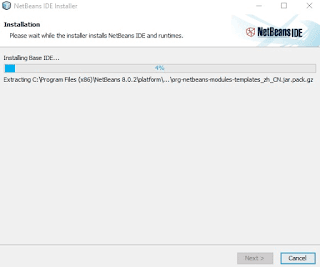 NetBeans IDE Installer
Installation
Please wait while the installer installs NetBeans IDE and runtimes.
NetBeans IDE
Installing Base IDE...
4%
Extracting C:\Program Files (x86)\NetBeans 8.0.2\platform\,...'\org-netbeans-modules-templates_zh_CN.jar.pack.gz
Next >
Cancel